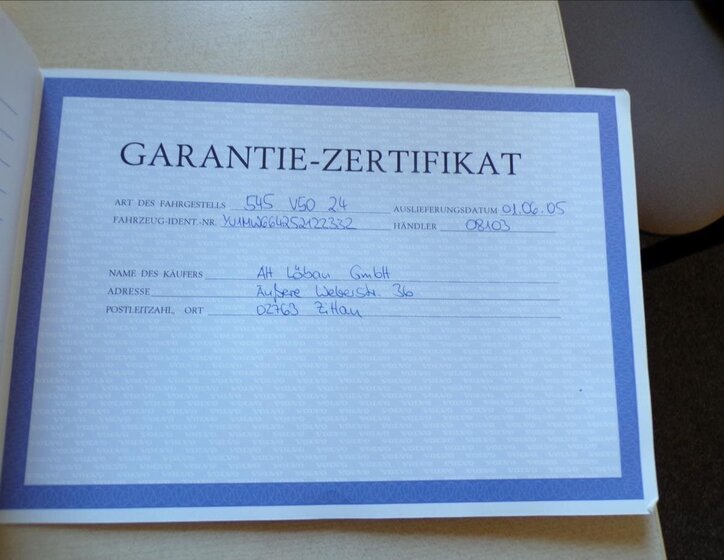 GARANTIE-ZERTIFIKAT
ART DES FAHRGESTELLS 545 V50 24 AUSLIEFERUNGSDATUM 01.06.05
FAHRZEUG-IDENT.-NR. HÄNDLER 08103
NAME DES KÄUFERS AH Löbau GmbH
ADRESSE Äußere Weberstr. 36
POSTLEITZAHL, ORT 02763 Zittau